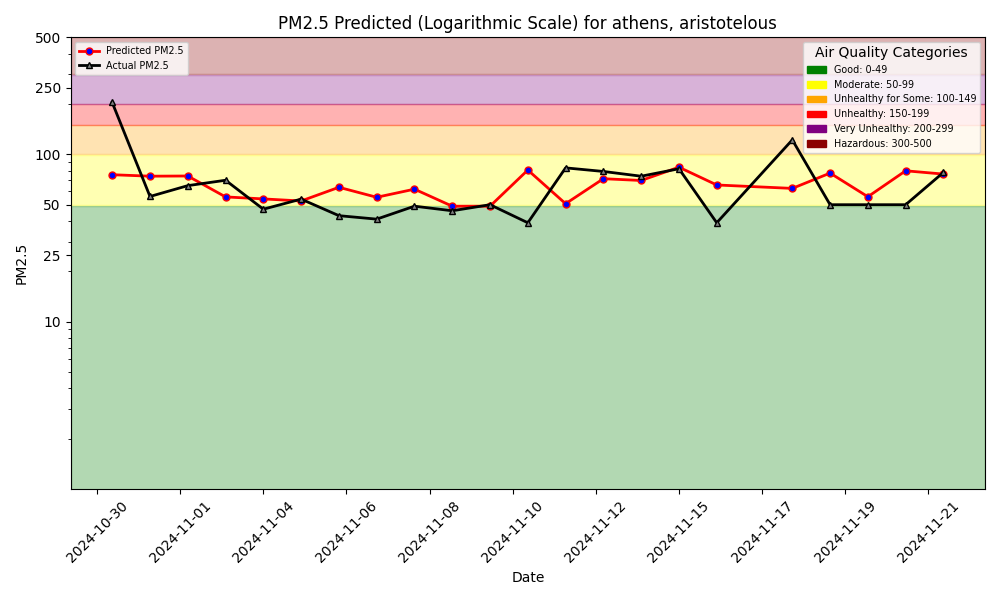 PM2.5 Predicted (Logarithmic Scale) for athens, aristotelous
Predicted PM2.5
Actual PM2.5
Air Quality Categories
Good: 0-49
Moderate: 50-99
Unhealthy for Some: 100-149
Unhealthy: 150-199
Very Unhealthy: 200-299
Hazardous: 300-500
PM2.5
500
250
100
50
25
10
2024-10-30
2024-11-01
2024-11-04
2024-11-06
2024-11-08
2024-11-10
2024-11-12
2024-11-15
2024-11-17
2024-11-19
2024-11-21
Date